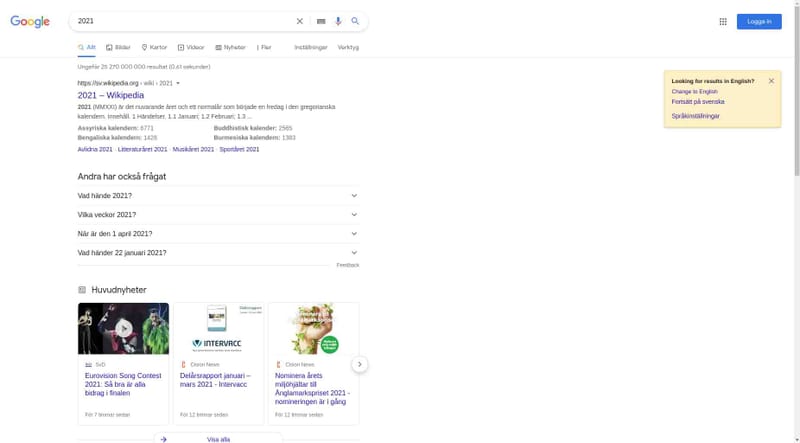 Google
2021
Allt Bilder Kartor Videor Nyheter Fler Inställningar Verktyg
Logga in
Ungefär 25 270 000 000 resultat (0,61 sekunder)
https://sv.wikipedia.org › wiki › 2021
2021 – Wikipedia
2021 (MMXXI) är det nuvarande året och ett normalår som började en fredag i den gregorianska
kalendern. Innehåll. 1 Händelser. 1.1 Januari; 1.2 Februari; 1.3 ...
Assyriska kalendern: 6771 Buddhistisk kalender: 2565
Bengaliska kalendern: 1428 Burmesiska kalendern: 1383
Avlidna 2021 · Litteraturåret 2021 · Musikåret 2021 · Sportåret 2021
Looking for results in English?
Change to English
Fortsätt på svenska
Språkinställningar
Andra har också frågat
Vad hände 2021?
Vilka veckor 2021?
När är den 1 april 2021?
Vad händer 22 januari 2021?
Feedback
Huvudnyheter
INTERVACC
SvD
Eurovision Song Contest
2021: Så bra är alla
bidrag i finalen
För 7 timmar sedan
Cision News
Delårsrapport januari –
mars 2021 - Intervacc
För 12 timmar sedan
Cision News
Nominera årets
miljöhjältar till
Änglamarkspriset 2021 -
nomineringen är i gång
För 12 timmar sedan
Visa alla